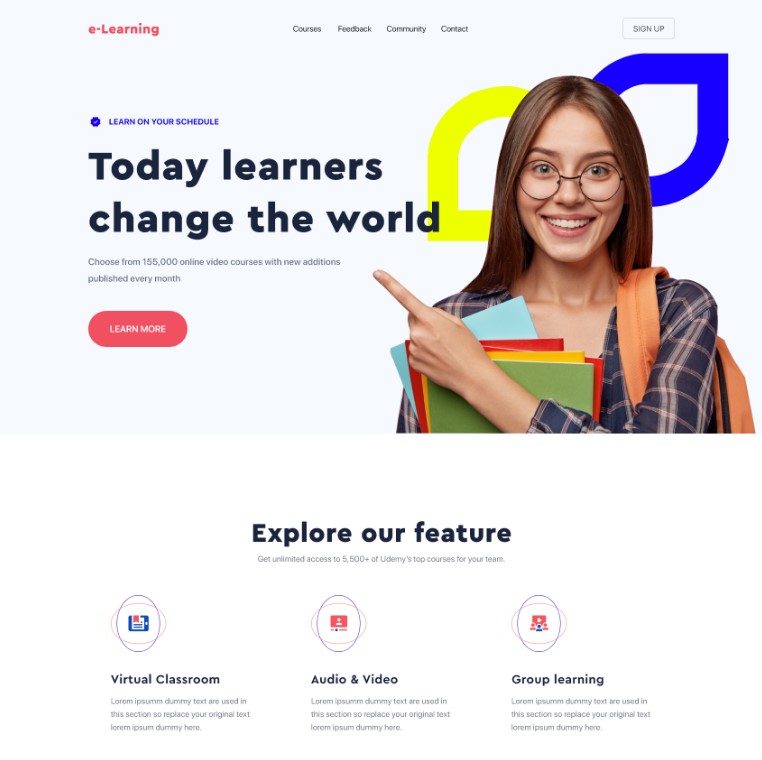 e-Learning
Courses Feedback Community Contact
SIGN UP
LEARN ON YOUR SCHEDULE
Today learners
change the world
Choose from 155,000 online video courses with new additions
published every month
LEARN MORE
Explore our feature
Get unlimited access to 5,500+ of Udemy's top courses for your team.
Virtual Classroom
Lorem ipsumm dummy text are used in
this section so replace your original text
lorem ipsum dummy here.
Audio & Video
Lorem ipsumm dummy text are used in
this section so replace your original text
lorem ipsum dummy here.
Group learning
Lorem ipsumm dummy text are used in
this section so replace your original text
lorem ipsum dummy here.